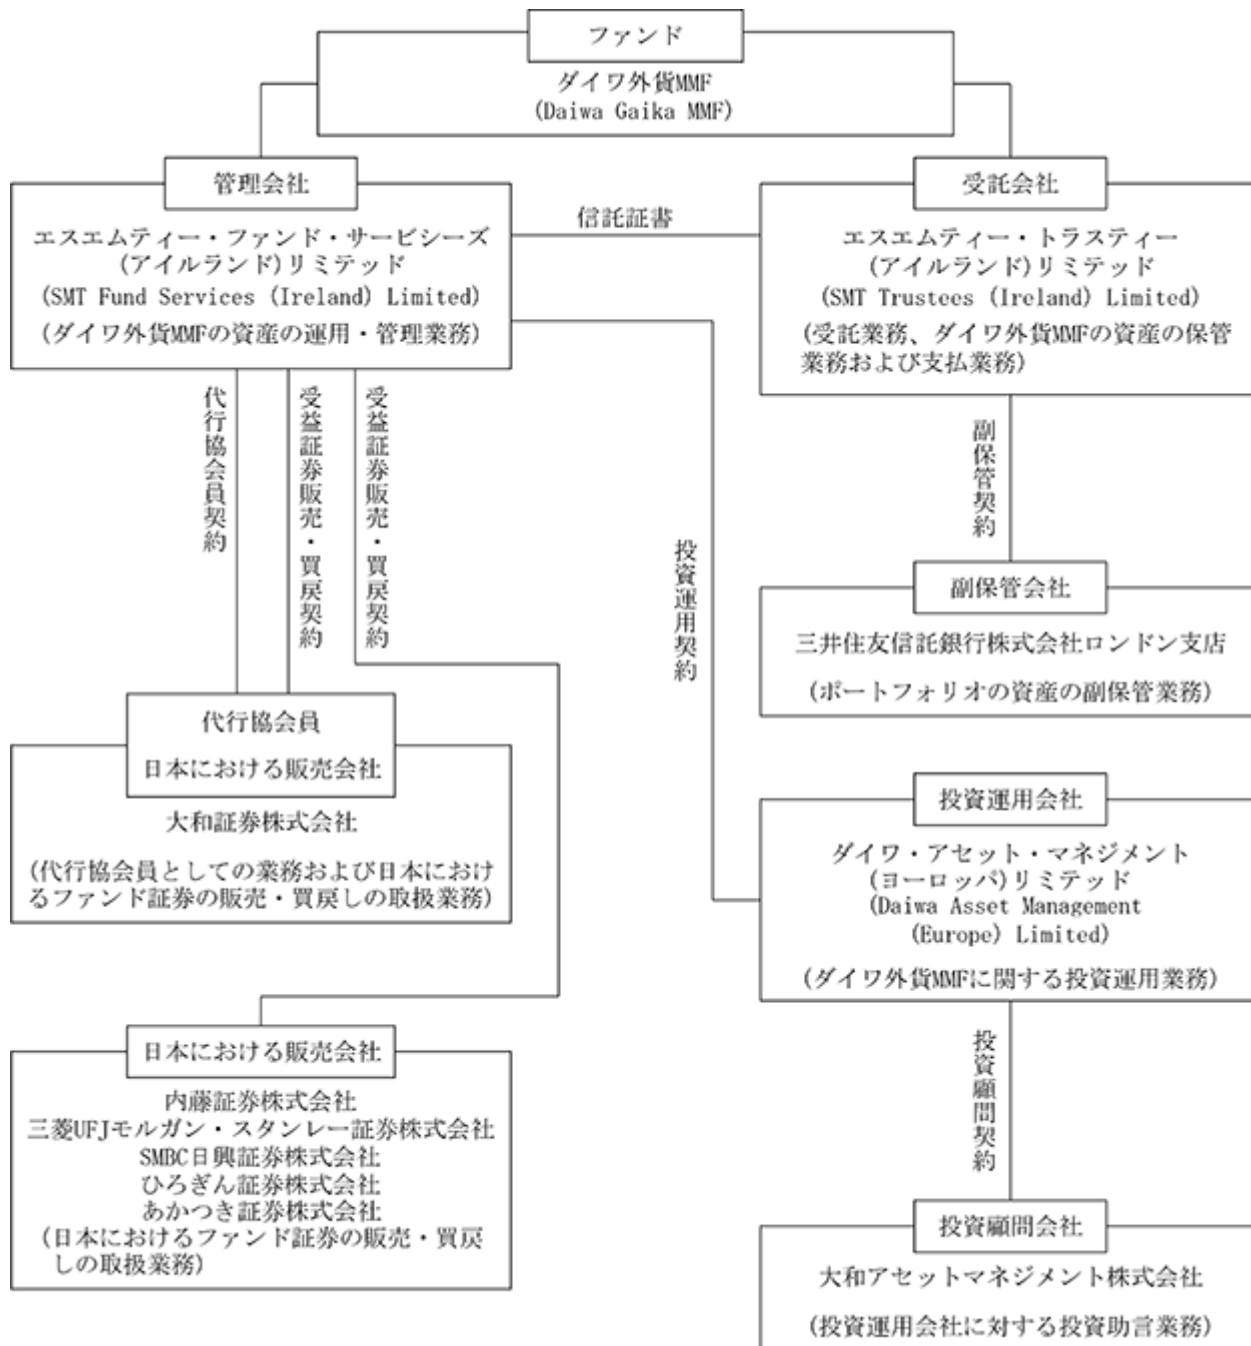 ファンド
ダイワ外貨MMF
(Daiwa Gaika MMF)
管理会社
エスエムティー・ファンド・サービシーズ
(アイルランド)リミテッド
(SMT Fund Services (Ireland) Limited)
(ダイワ外貨MMFの資産の運用・管理業務)
信託証書
受託会社
エスエムティー・トラスティー
(アイルランド)リミテッド
(SMT Trustees (Ireland) Limited)
(受託業務、ダイワ外貨MMFの資産の保管
業務および支払業務)
代行協会員契約
受益証券販売・買戻契約
受益証券販売・買戻契約
投資運用契約
副保管契約
副保管会社
三井住友信託銀行株式会社ロンドン支店
(ポートフォリオの資産の副保管業務)
代行協会員
日本における販売会社
大和証券株式会社
(代行協会員としての業務および日本におけ
るファンド証券の販売・買戻しの取扱業務)
投資運用会社
ダイワ・アセット・マネジメント
(ヨーロッパ)リミテッド
(Daiwa Asset Management
(Europe) Limited)
(ダイワ外貨MMFに関する投資運用業務)
日本における販売会社
内藤証券株式会社
三菱UFJモルガン・スタンレー証券株式会社
SMBC日興証券株式会社
ひろぎん証券株式会社
あかつき証券株式会社
(日本におけるファンド証券の販売・買戻
しの取扱業務)
投資顧問契約
投資顧問会社
大和アセットマネジメント株式会社
(投資運用会社に対する投資助言業務)